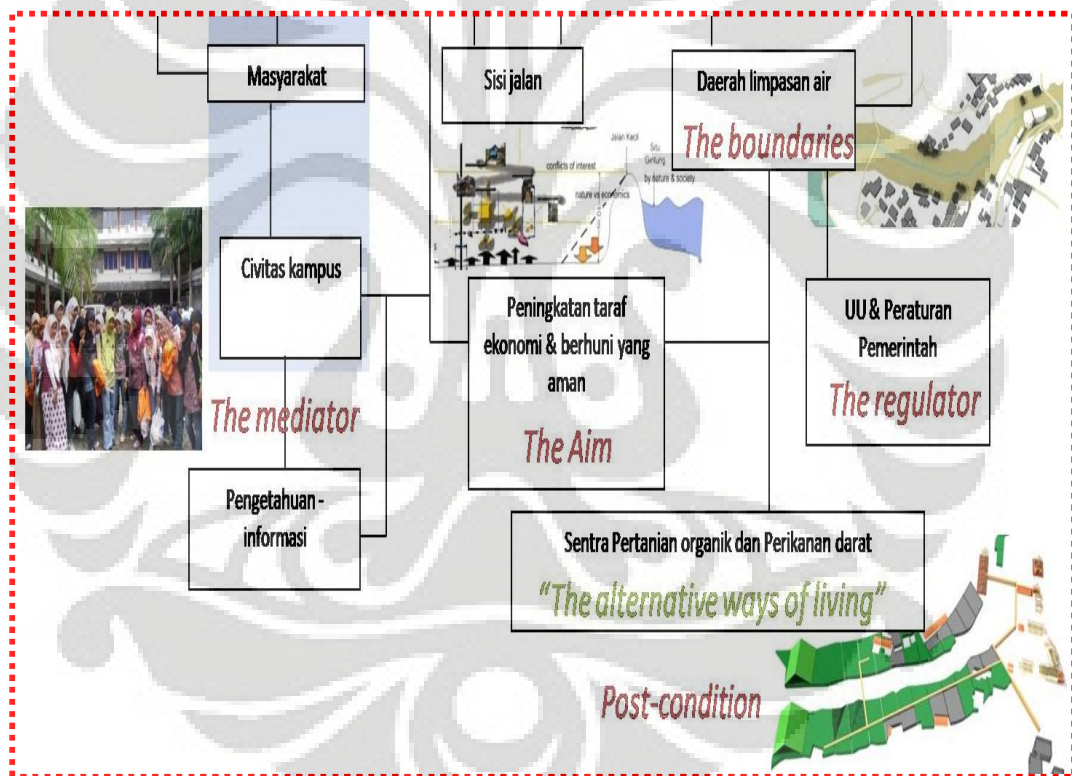 Masyarakat
Sisi jalan
Daerah limpasan air
The boundaries
Jalan Kecil
Situ
Gintung
by nature & society
conflicts of interest
nature vs economics
Civitas kampus
The mediator
Peningkatan taraf
ekonomi & berhuni yang
aman
The Aim
UU & Peraturan
Pemerintah
The regulator
Pengetahuan -
informasi
Sentra Pertanian organik dan Perikanan darat
“The alternative ways of living”
Post-condition